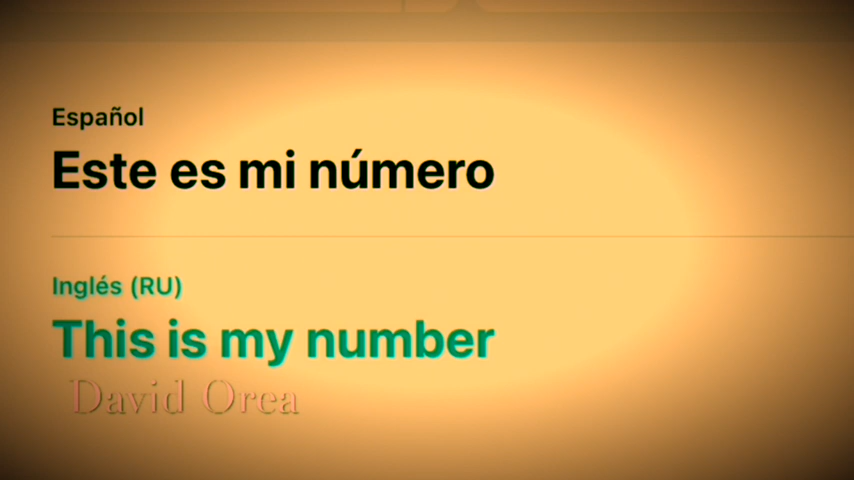 Español
Este es mi número
Inglés (RU)
This is my number
David Orea